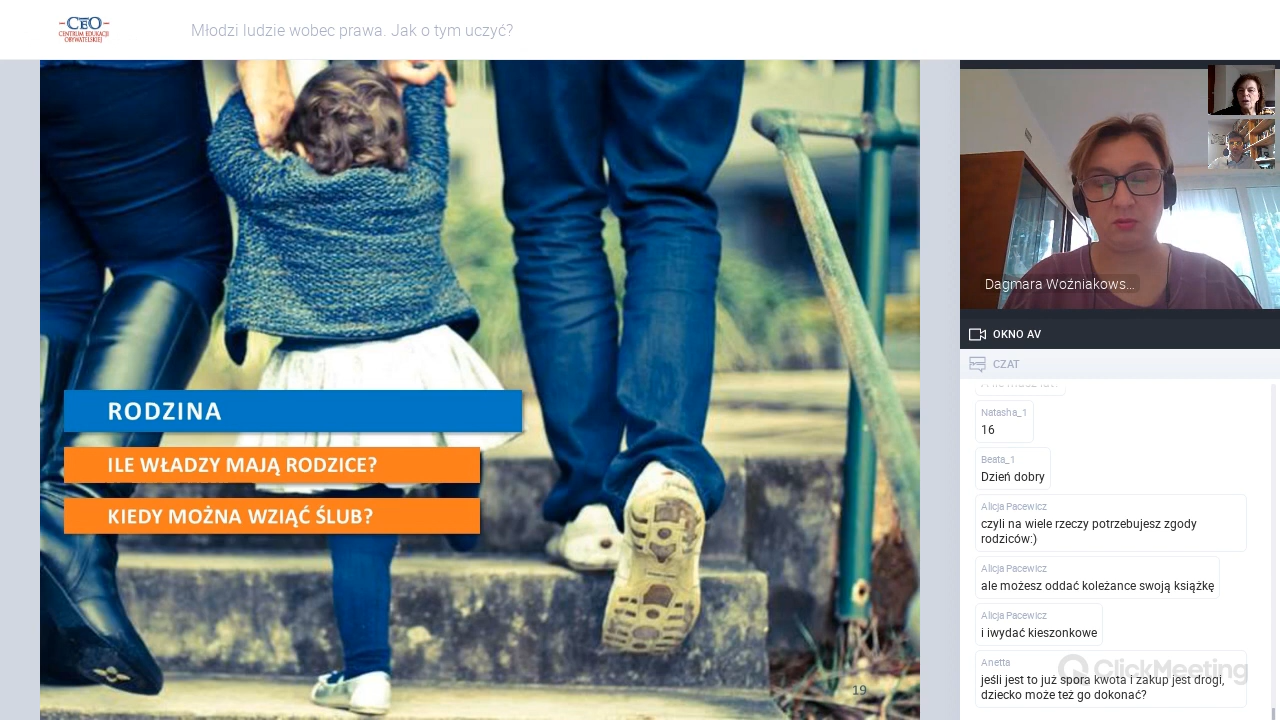 CEO
CENTRUM EDUKACJI
OBYWATELSKIEJ
Młodzi ludzie wobec prawa. Jak o tym uczyć?
RODZINA
ILE WŁADZY MAJĄ RODZICE?
KIEDY MOŻNA WZIĄĆ ŚLUB?
19
Dagmara Woźniakows...
OKNO AV
CZAT
Natasha_1
16
Beata_1
Dzień dobry
Alicja Pacewicz
czyli na wiele rzeczy potrzebujesz zgody
rodziców:)
Alicja Pacewicz
ale możesz oddać koleżance swoją książkę
Alicja Pacewicz
i iwydać kieszonkowe
Anetta
jeśli jest to już spora kwota i zakup jest drogi,
dziecko może też go dokonać?
ClickMeeting